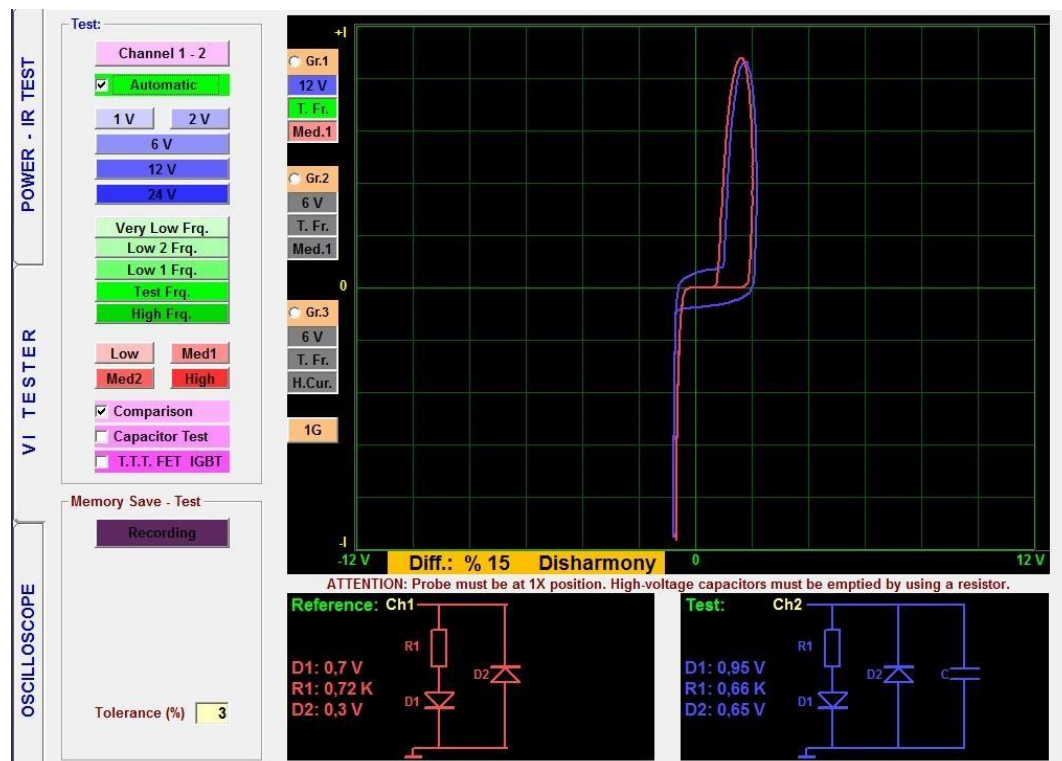 POWER - IR TEST
VI TESTER
OSCILLOSCOPE
Test:
Channel 1 - 2
Automatic
1 V
2 V
6 V
12 V
24 V
Very Low Frq.
Low 2 Frq.
Low 1 Frq.
Test Frq.
High Frq.
Low
Med1
Med2
High
Comparison
Capacitor Test
T.T.T. FET IGBT
Memory Save - Test
Recording
Tolerance (%) 3
Gr.1
12 V
T. Fr.
Med.1
Gr.2
6 V
T. Fr.
Med.1
Gr.3
6 V
T. Fr.
H.Cur.
1G
+I
0
-I
-12 V
Diff.: % 15 Disharmony
0
12 V
ATTENTION: Probe must be at 1X position. High-voltage capacitors must be emptied by using a resistor.
Reference: Ch1
D1: 0,7 V
R1: 0,72 K
D2: 0,3 V
R1
D1
D2
Test: Ch2
D1: 0,95 V
R1: 0,66 K
D2: 0,65 V
R1
D1
D2
C